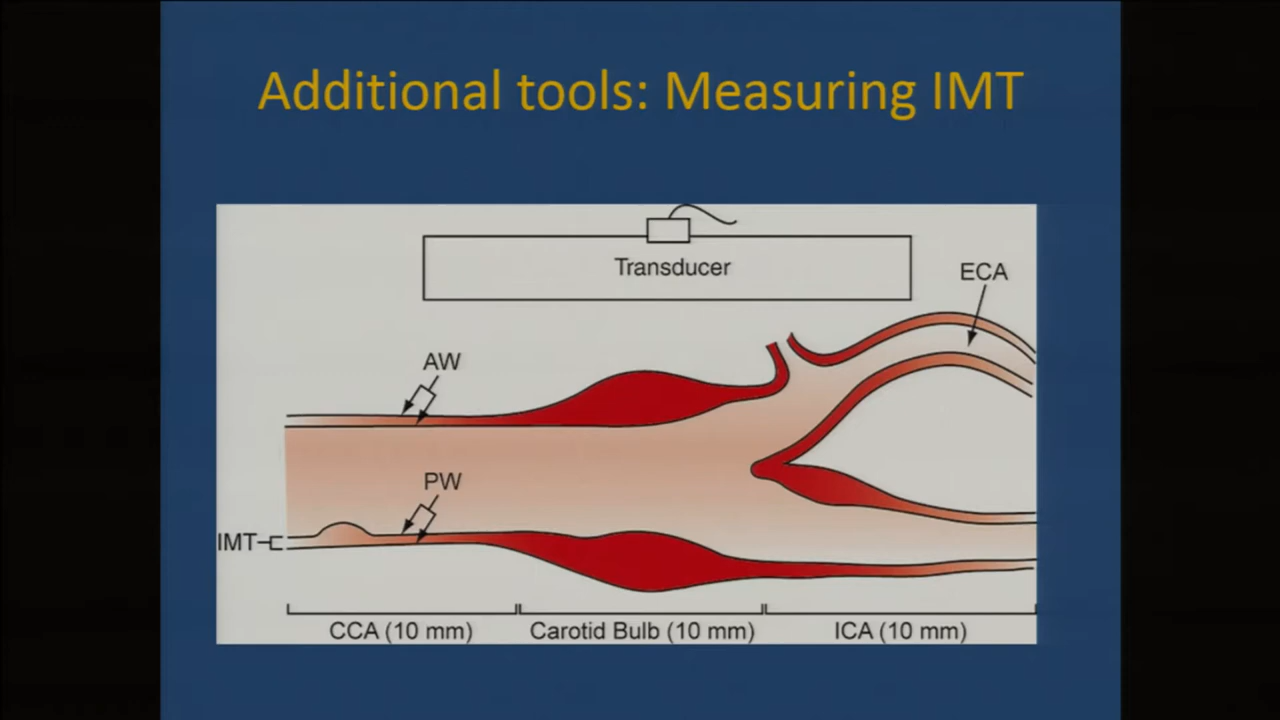 Additional tools: Measuring IMT
Transducer
ECA
AW
PW
IMT
CCA (10 mm)
Carotid Bulb (10 mm)
ICA (10 mm)